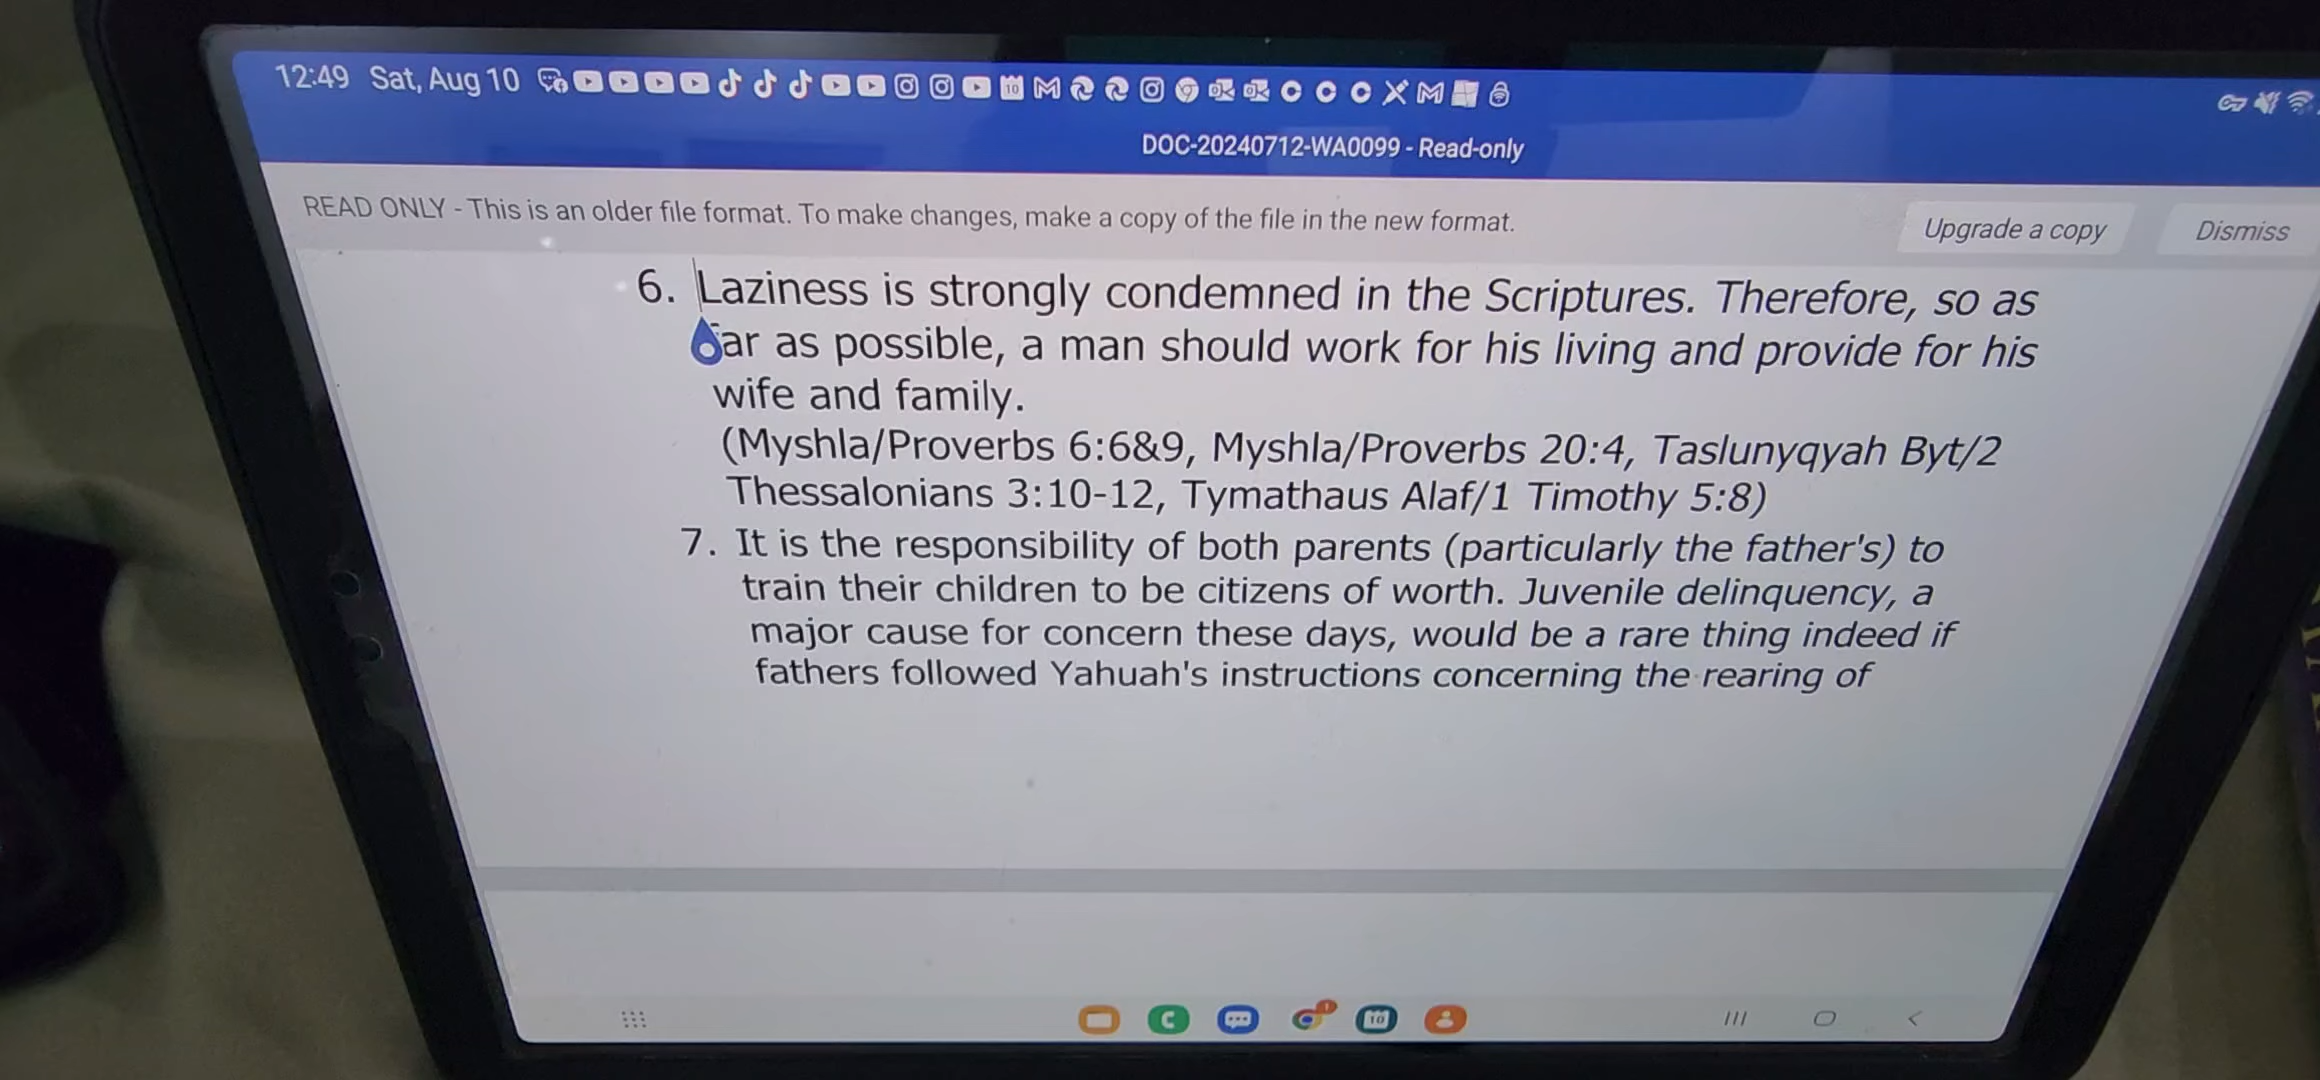 12:49 Sat, Aug 10
DOC-20240712-WA0099 - Read-only
READ ONLY - This is an older file format. To make changes, make a copy of the file in the new format.
Upgrade a copy
Dismiss
6. Laziness is strongly condemned in the Scriptures. Therefore, so as
far as possible, a man should work for his living and provide for his
wife and family.
(Myshla/Proverbs 6:6&9, Myshla/Proverbs 20:4, Taslunyqyah Byt/2
Thessalonians 3:10-12, Tymathaus Alaf/1 Timothy 5:8)
7. It is the responsibility of both parents (particularly the father's) to
train their children to be citizens of worth. Juvenile delinquency, a
major cause for concern these days, would be a rare thing indeed if
fathers followed Yahuah's instructions concerning the rearing of